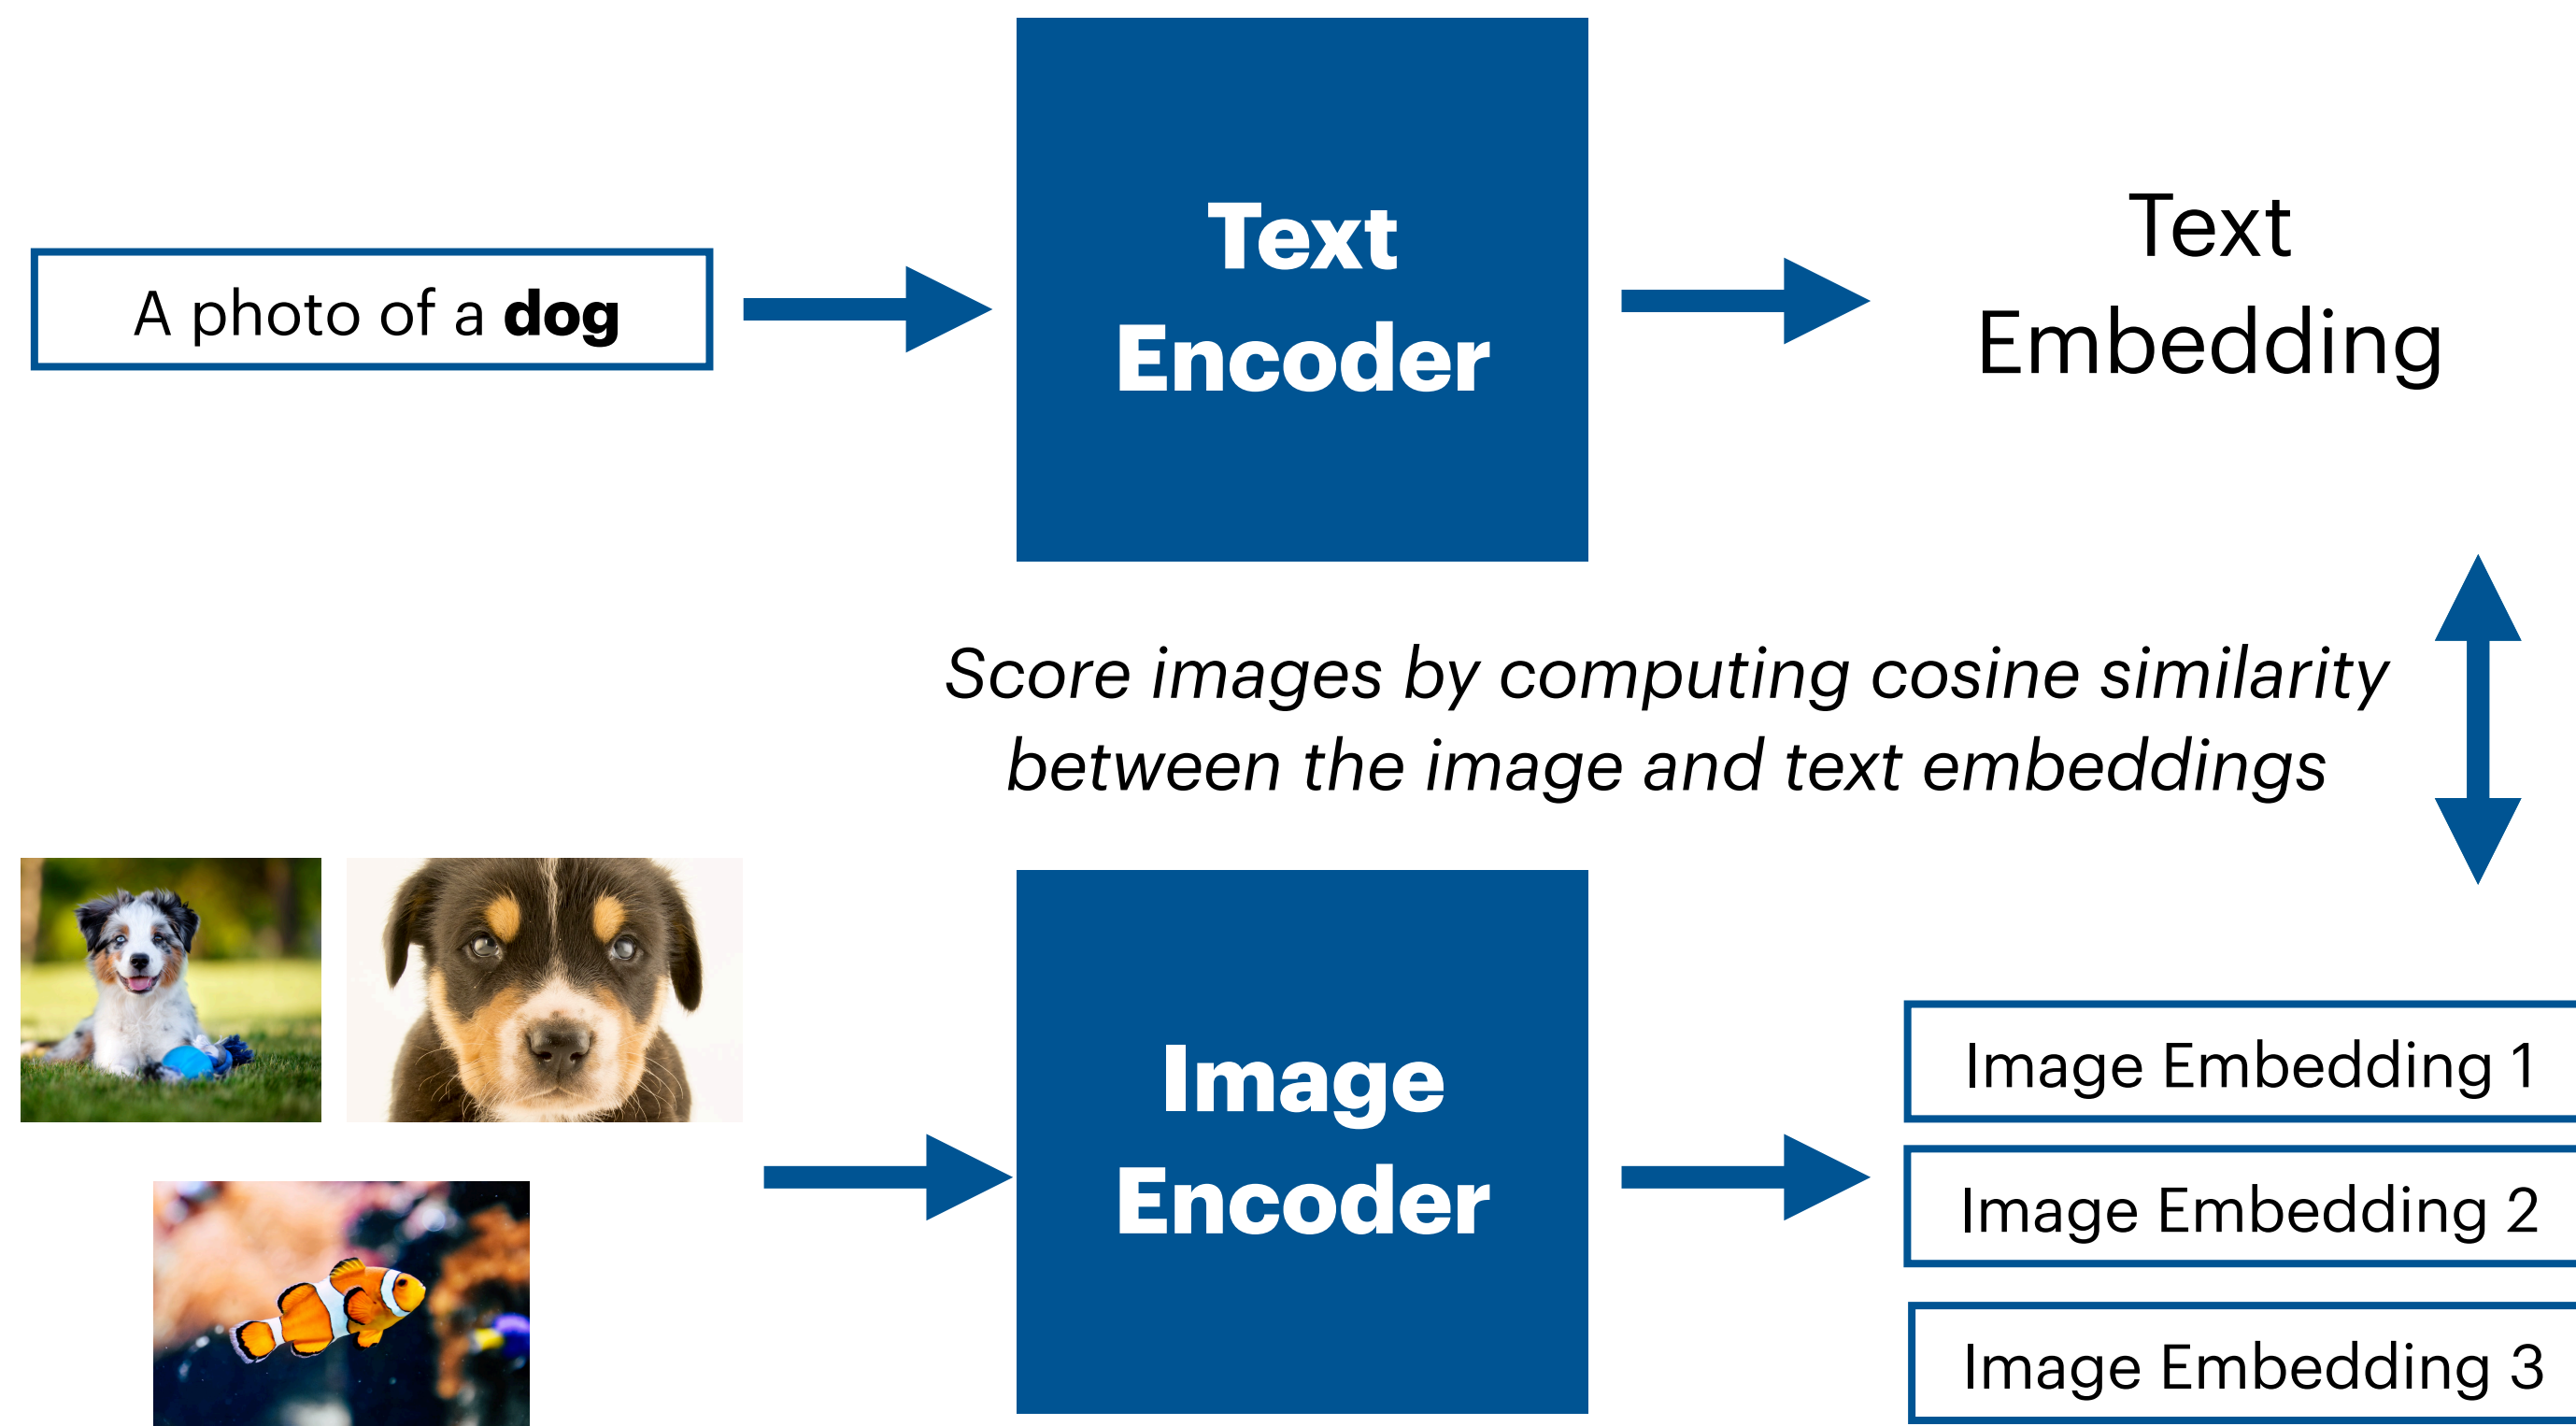 A photo of a dog
Text
Encoder
Text
Embedding
Score images by computing cosine similarity
between the image and text embeddings
Image
Encoder
Image Embedding 1
Image Embedding 2
Image Embedding 3